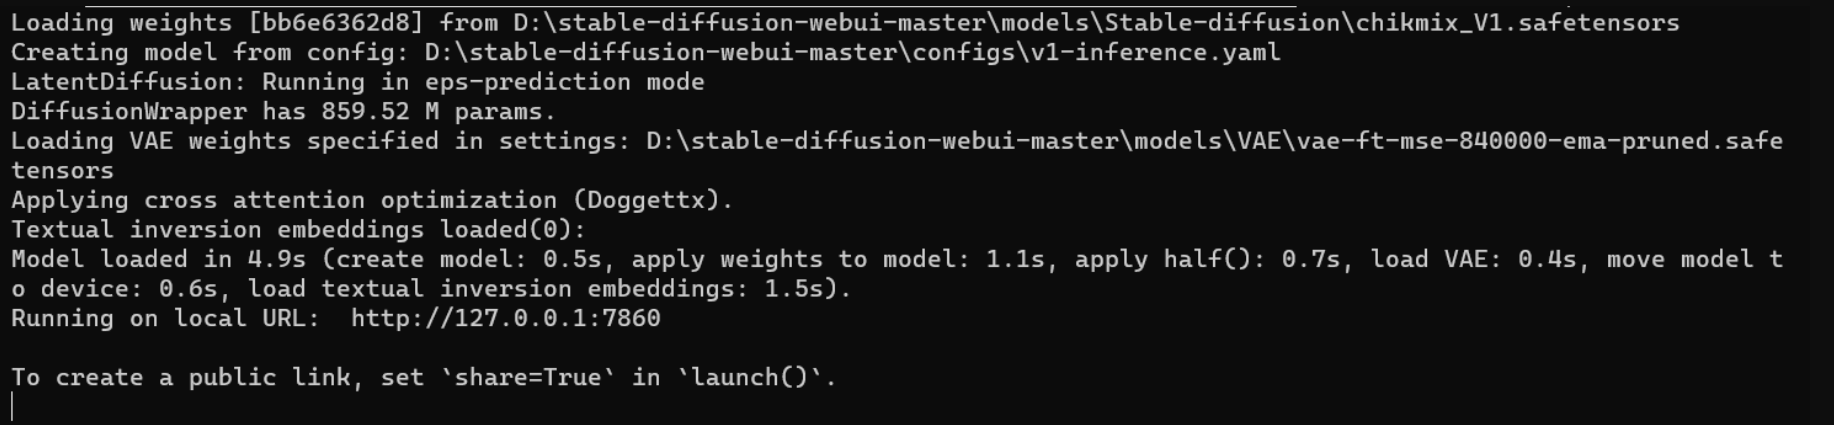 Loading weights [bb6e6362d8] from D:\stable-diffusion-webui-master\models\Stable-diffusion\chikmix_V1.safetensors
Creating model from config: D:\stable-diffusion-webui-master\configs\v1-inference.yaml
LatentDiffusion: Running in eps-prediction mode
DiffusionWrapper has 859.52 M params.
Loading VAE weights specified in settings: D:\stable-diffusion-webui-master\models\VAE\vae-ft-mse-840000-ema-pruned.safe
tensors
Applying cross attention optimization (Doggettx).
Textual inversion embeddings loaded(0):
Model loaded in 4.9s (create model: 0.5s, apply weights to model: 1.1s, apply half(): 0.7s, load VAE: 0.4s, move model t
o device: 0.6s, load textual inversion embeddings: 1.5s).
Running on local URL:  http://127.0.0.1:7860
To create a public link, set `share=True` in `launch()`.